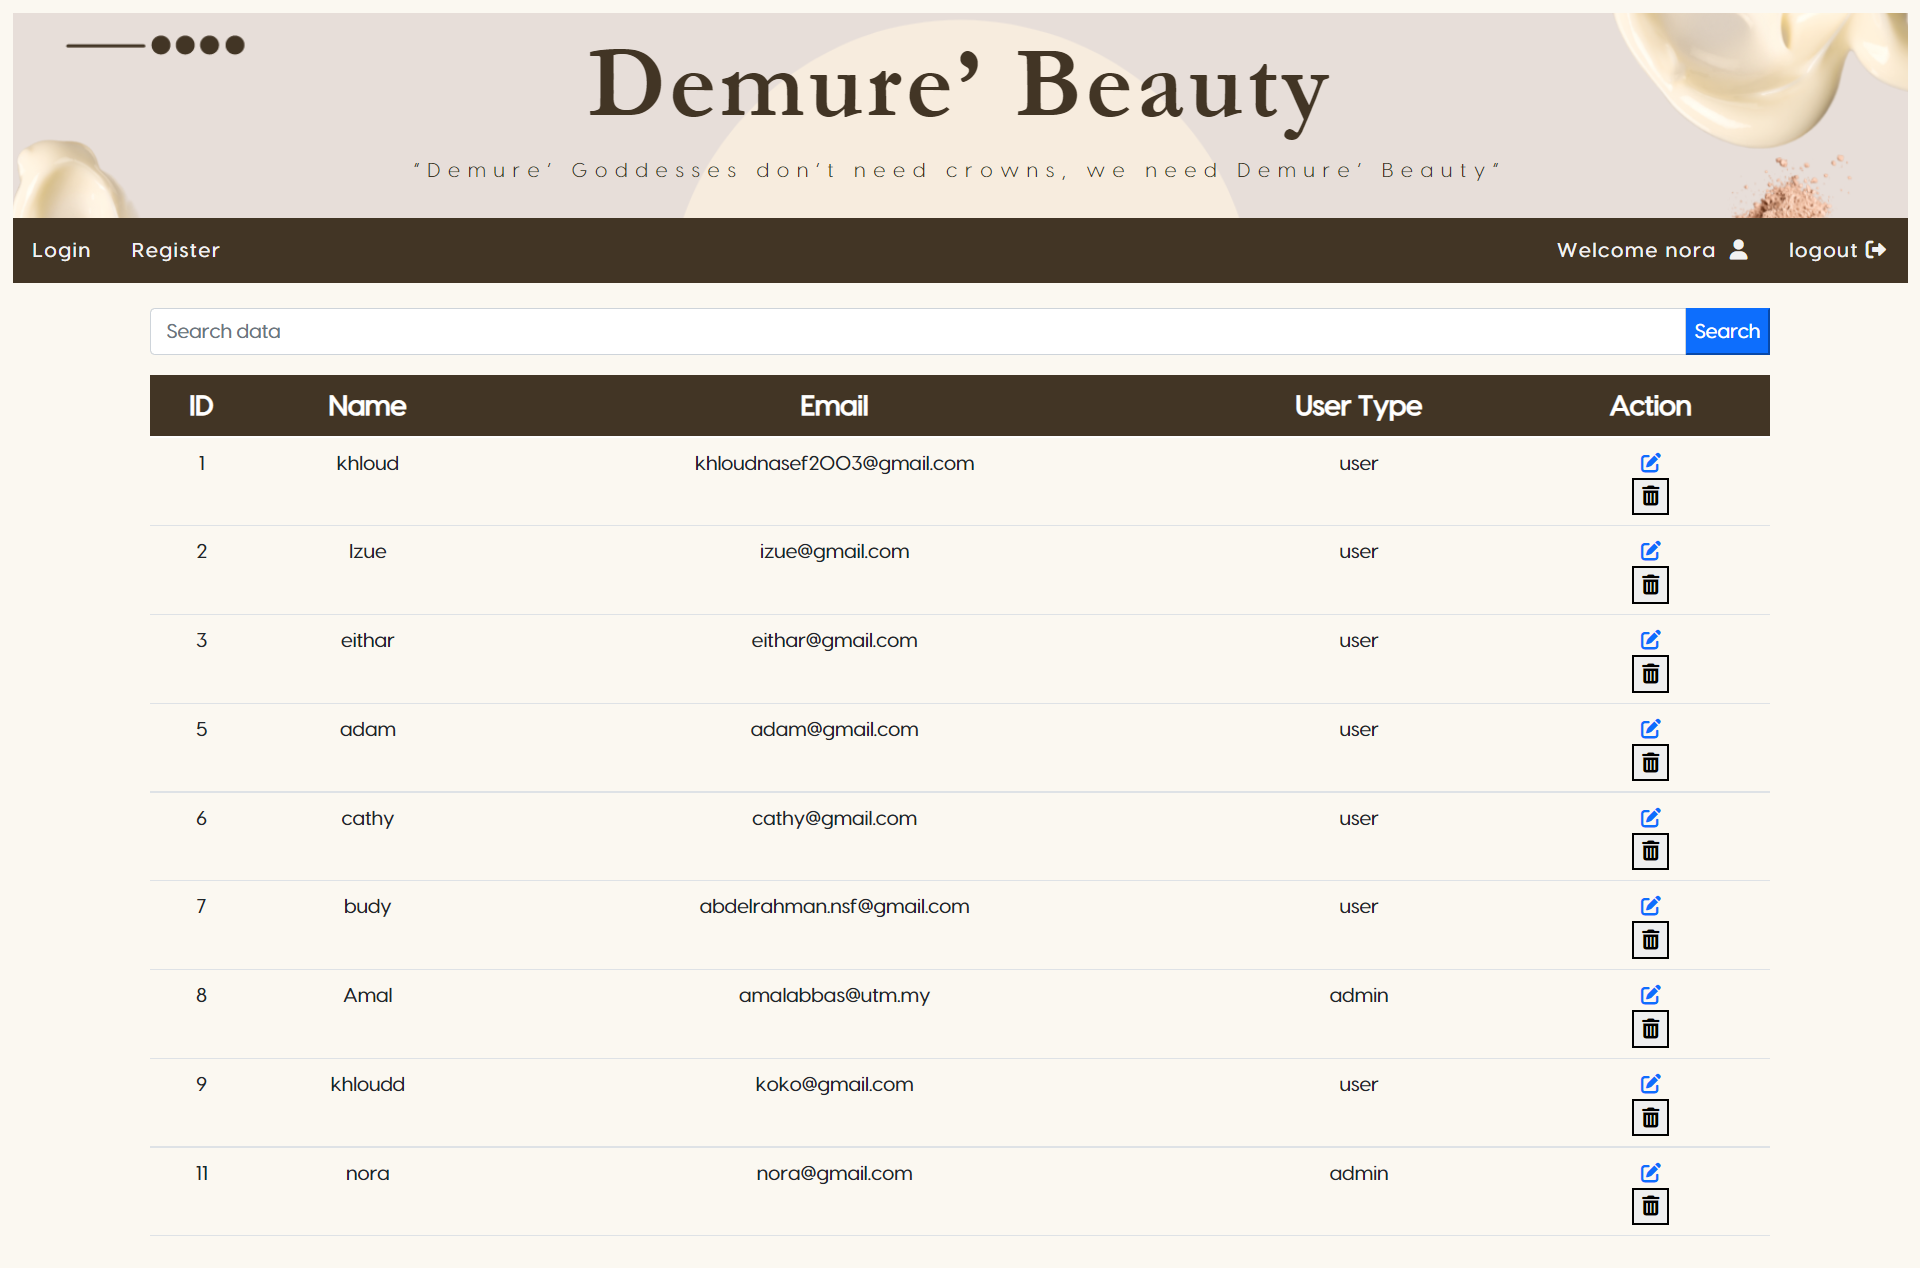 Demure’ Beauty
“Demure’ Goddesses don’t need crowns, we need Demure’ Beauty”
Login Register Welcome nora logout
Search data Search
ID Name Email User Type Action
1 khloud khloudnasef2003@gmail.com user
2 Izue izue@gmail.com user
3 eithar eithar@gmail.com user
5 adam adam@gmail.com user
6 cathy cathy@gmail.com user
7 budy abdelrahman.nsf@gmail.com user
8 Amal amalabbas@utm.my admin
9 khloudd koko@gmail.com user
11 nora nora@gmail.com admin